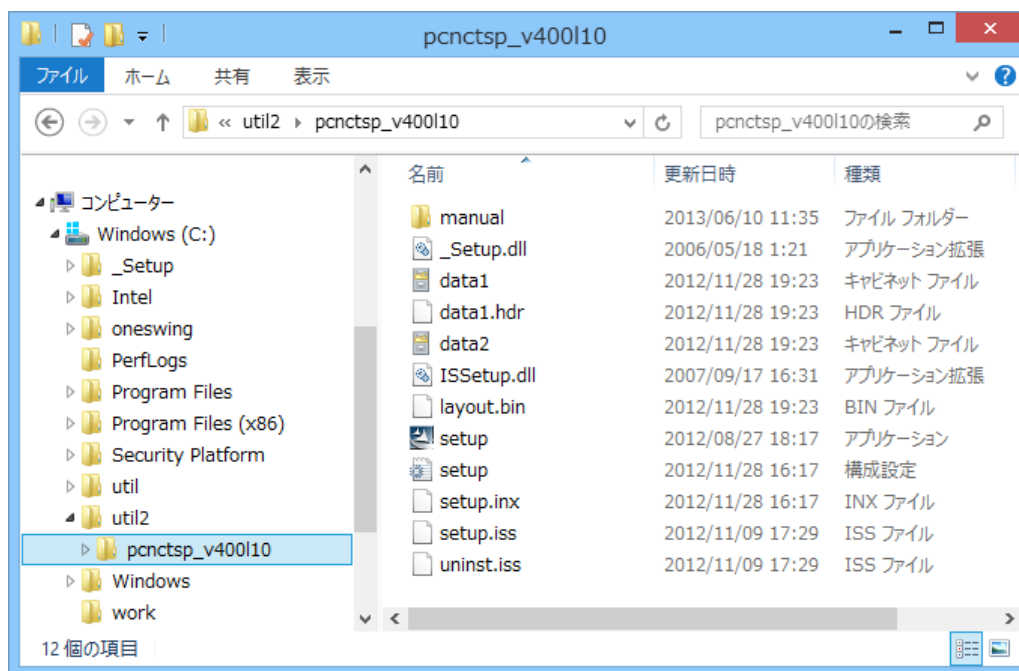 pcnctsp_v400l10
ファイル ホーム 共有 表示
« util2 pcnctsp_v400l10 pcnctsp_v400l10の検索
名前 更新日時 種類
コンピューター
Windows (C:)
_Setup
Intel
oneswing
PerfLogs
Program Files
Program Files (x86)
Security Platform
util
util2
pcnctsp_v400l10
Windows
work
manual 2013/06/10 11:35 ファイル フォルダー
_Setup.dll 2006/05/18 1:21 アプリケーション拡張
data1 2012/11/28 19:23 キャビネット ファイル
data1.hdr 2012/11/28 19:23 HDR ファイル
data2 2012/11/28 19:23 キャビネット ファイル
ISSetup.dll 2007/09/17 16:31 アプリケーション拡張
layout.bin 2012/11/28 19:23 BIN ファイル
setup 2012/08/27 18:17 アプリケーション
setup 2012/11/28 16:17 構成設定
setup.inx 2012/11/28 16:17 INX ファイル
setup.iss 2012/11/09 17:29 ISS ファイル
uninst.iss 2012/11/09 17:29 ISS ファイル
12 個の項目